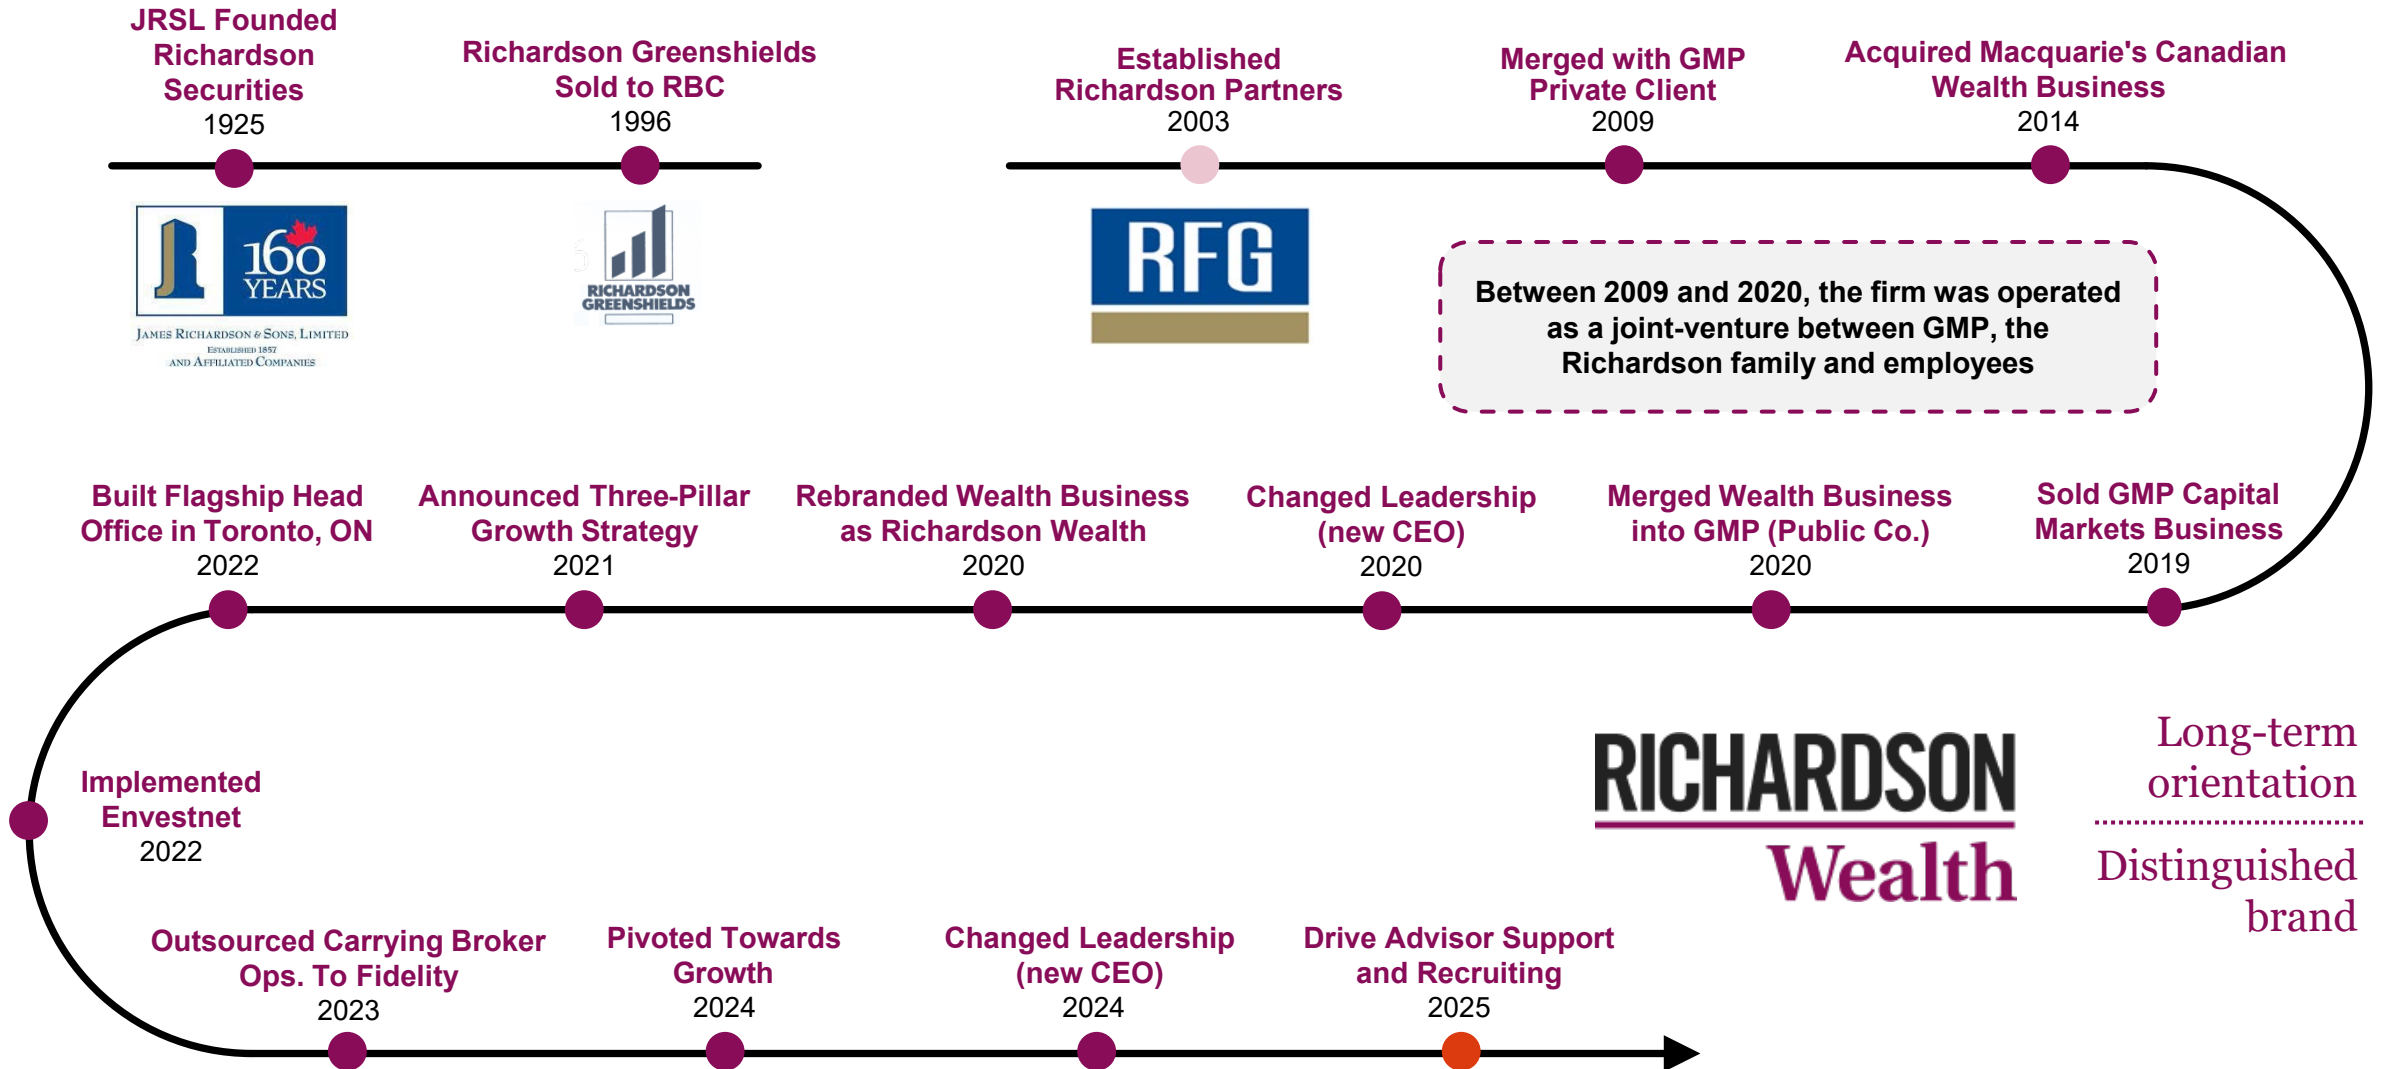 JRSL Founded
Richardson
Securities
1925
Richardson Greenshields
Sold to RBC
1996
Established
Richardson Partners
2003
Merged with GMP
Private Client
2009
Acquired Macquarie's Canadian
Wealth Business
2014
160
YEARS
JAMES RICHARDSON & SONS, LIMITED
ESTABLISHED 1857
AND AFFILIATED COMPANIES
RICHARDSON
GREENSHIELDS
RFG
Between 2009 and 2020, the firm was operated
as a joint-venture between GMP, the
Richardson family and employees
Sold GMP Capital
Markets Business
2019
Merged Wealth Business
into GMP (Public Co.)
2020
Changed Leadership
(new CEO)
2020
Rebranded Wealth Business
as Richardson Wealth
2020
Announced Three-Pillar
Growth Strategy
2021
Built Flagship Head
Office in Toronto, ON
2022
Implemented
Envestnet
2022
Outsourced Carrying Broker
Ops. To Fidelity
2023
Pivoted Towards
Growth
2024
Changed Leadership
(new CEO)
2024
Drive Advisor Support
and Recruiting
2025
RICHARDSON
Wealth
Long-term
orientation
Distinguished
brand